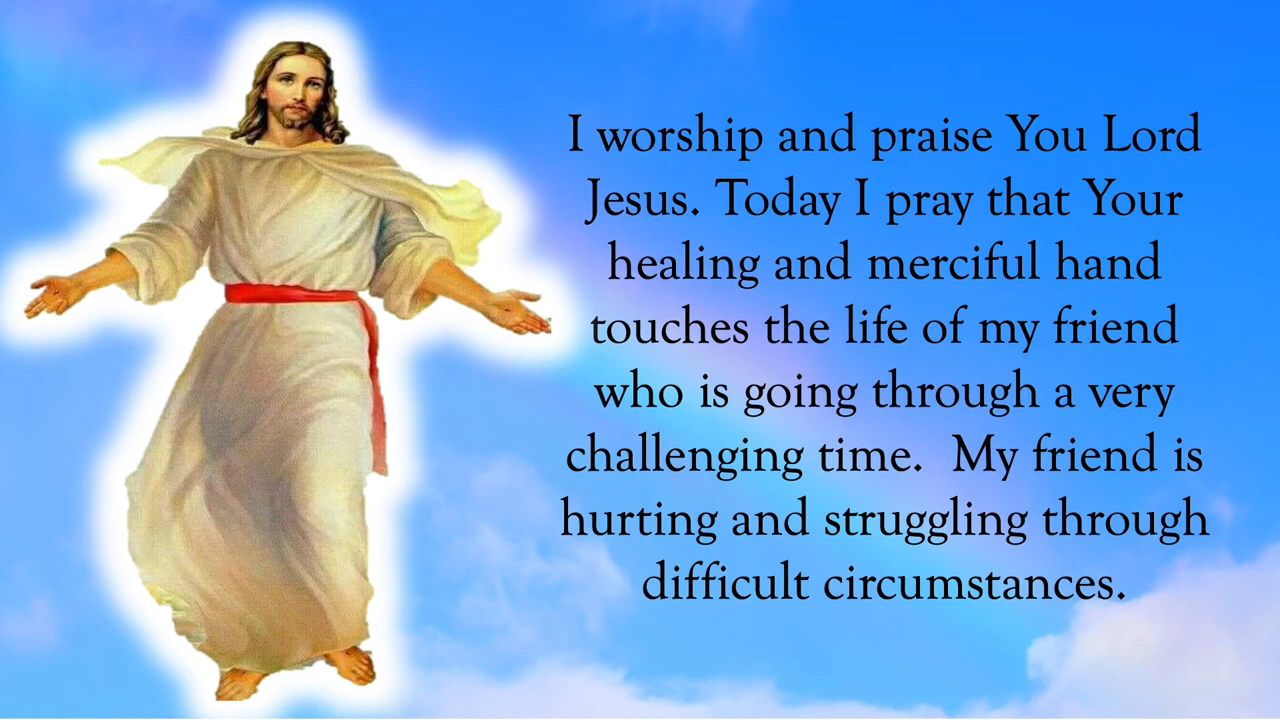 I worship and praise You Lord
Jesus. Today I pray that Your
healing and merciful hand
touches the life of my friend
who is going through a very
challenging time.  My friend is
hurting and struggling through
difficult circumstances.